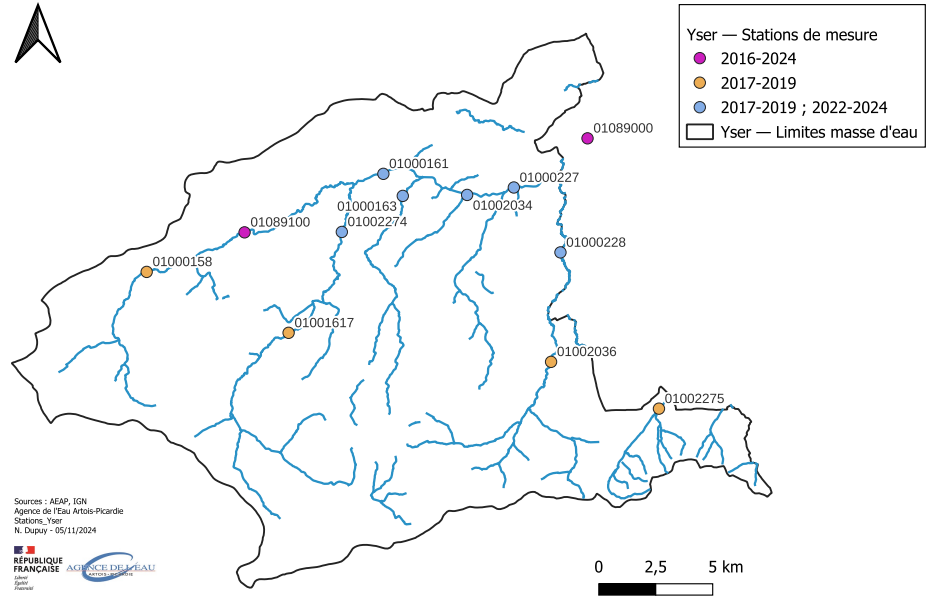 Yser — Stations de mesure
2016-2024
2017-2019
2017-2019 ; 2022-2024
Yser — Limites masse d'eau
01089000
01000161
01000227
01000163
01002034
01089100
01002274
01000228
01000158
01001617
01002036
01002275
Sources : AEAP, IGN
Agence de l'Eau Artois-Picardie
Stations_Yser
N. Dupuy - 05/11/2024
RÉPUBLIQUE
FRANÇAISE
Liberté
Égalité
Fraternité
AGENCE DE L'EAU
ARTOIS-PICARDIE
0 2,5 5 km